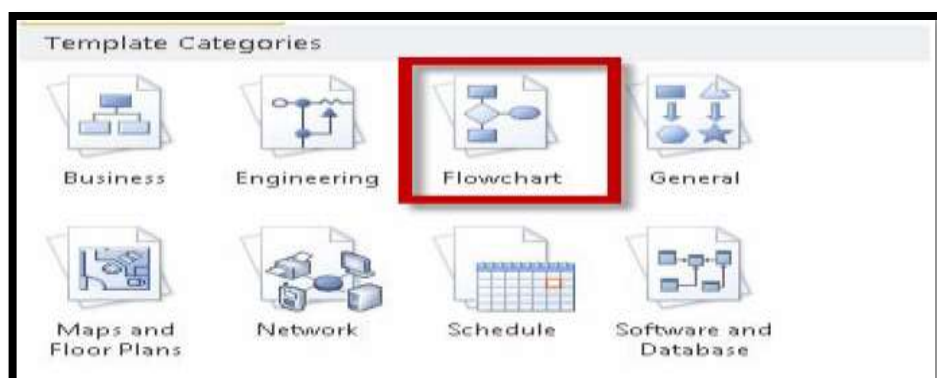 Template Categories
Business
Engineering
Flowchart
General
Maps and
Floor Plans
Network
Schedule
Software and
Database